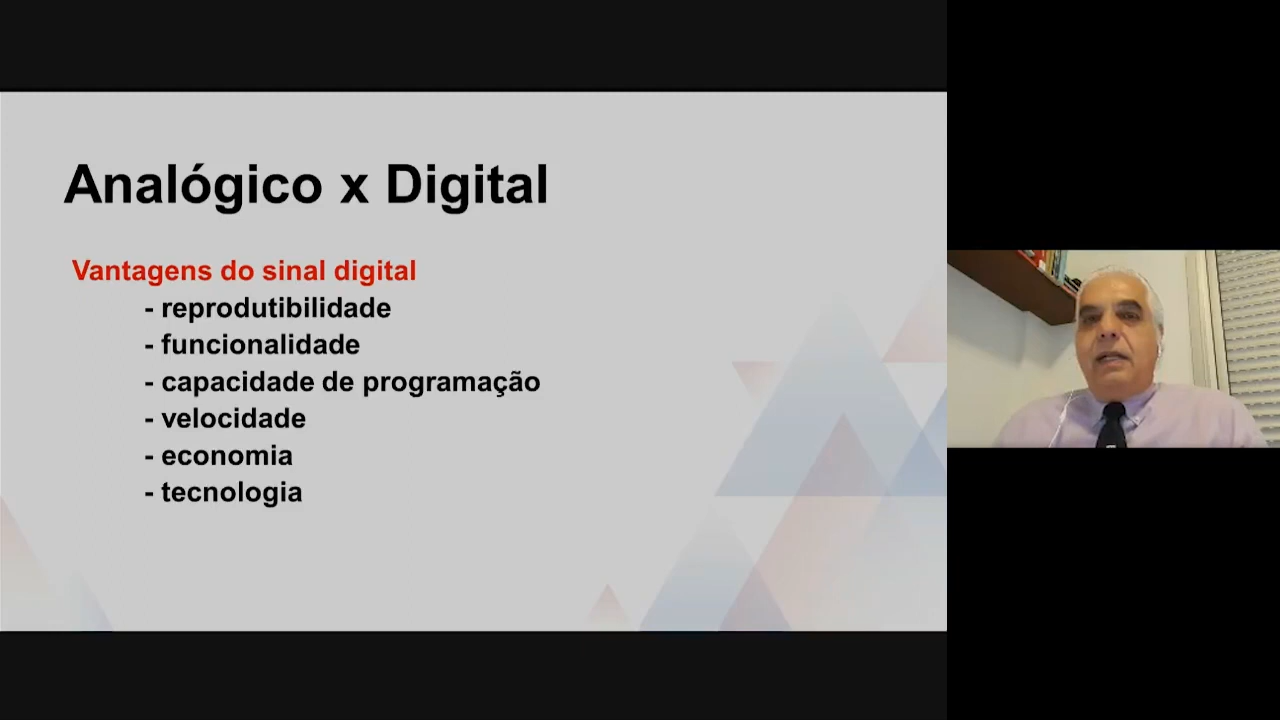 Analógico x Digital
Vantagens do sinal digital
- reprodutibilidade
- funcionalidade
- capacidade de programação
- velocidade
- economia
- tecnologia